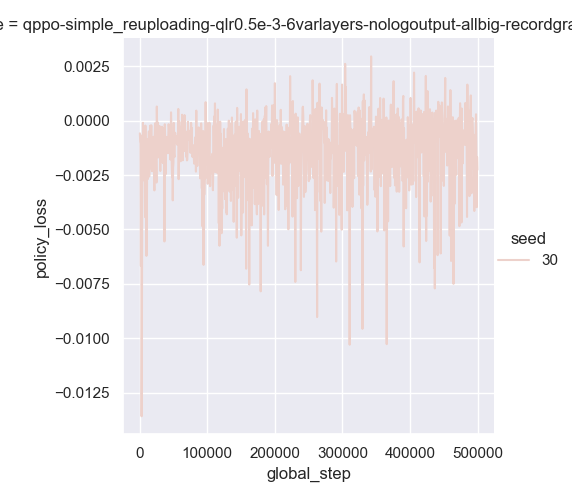 e = qppo-simple_reuploading-qlr0.5e-3-6varlayers-nologoutput-allbig-recordgra
0.0025
0.0000
−0.0025
−0.0050
−0.0075
−0.0100
−0.0125
policy_loss
seed
30
0 100000 200000 300000 400000 500000
global_step